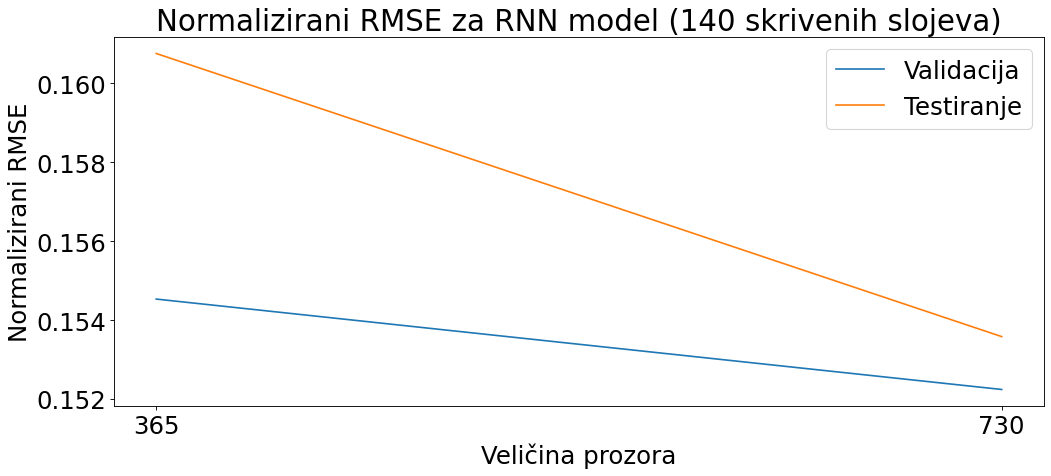 Normalizirani RMSE za RNN model (140 skrivenih slojeva)
Normalizirani RMSE
0.160
0.158
0.156
0.154
0.152
Validacija
Testiranje
365
730
Veličina prozora